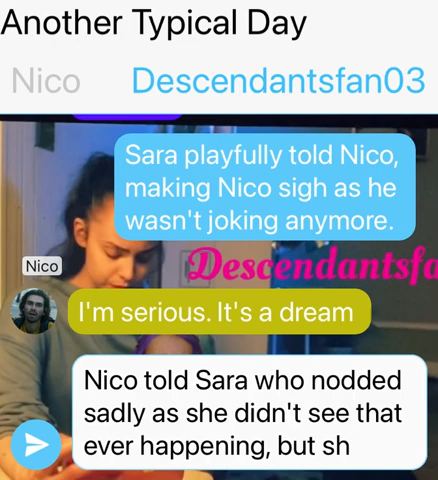 Another Typical Day
Nico Descendantsfan03
Sara playfully told Nico,
making Nico sigh as he
wasn't joking anymore.
Descendantsfa
Nico
I'm serious. It's a dream
Nico told Sara who nodded
sadly as she didn't see that
ever happening, but sh